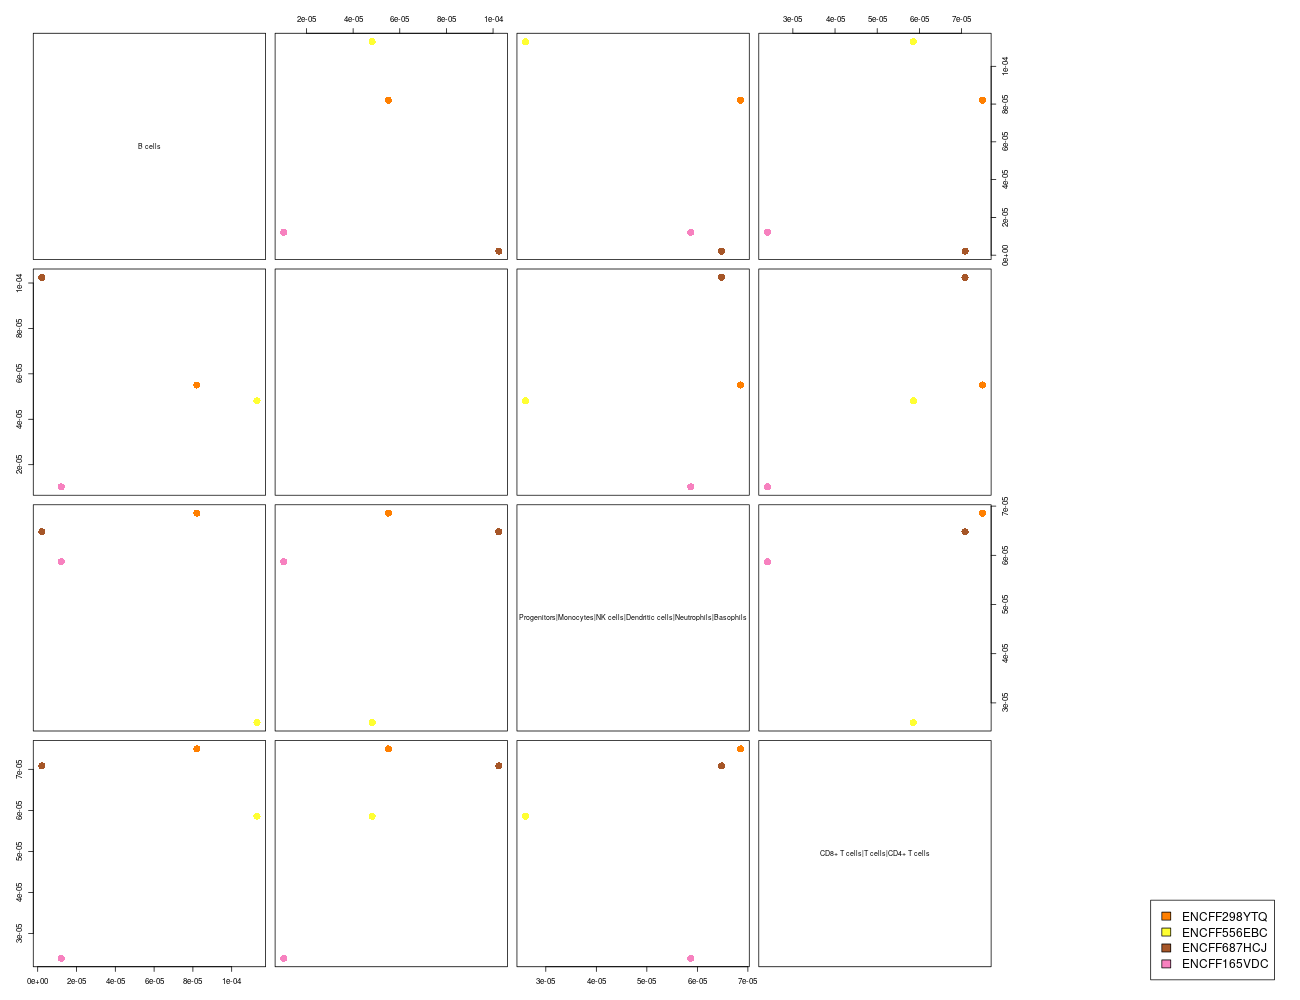 2e-05 4e-05 6e-05 8e-05 1e-04
3e-05 4e-05 5e-05 6e-05 7e-05
B cells
0e+00 2e-05 4e-05 6e-05 8e-05 1e-04
2e-05 4e-05 6e-05 8e-05 1e-04
Progenitors|Monocytes|NK cells|Dendritic cells|Neutrophils|Basophils
3e-05 4e-05 5e-05 6e-05 7e-05
3e-05 4e-05 5e-05 6e-05 7e-05
CD8+ T cells|T cells|CD4+ T cells
0e+00 2e-05 4e-05 6e-05 8e-05 1e-04
3e-05 4e-05 5e-05 6e-05 7e-05
ENCFF298YTQ
ENCFF556EBC
ENCFF687HCJ
ENCFF165VDC